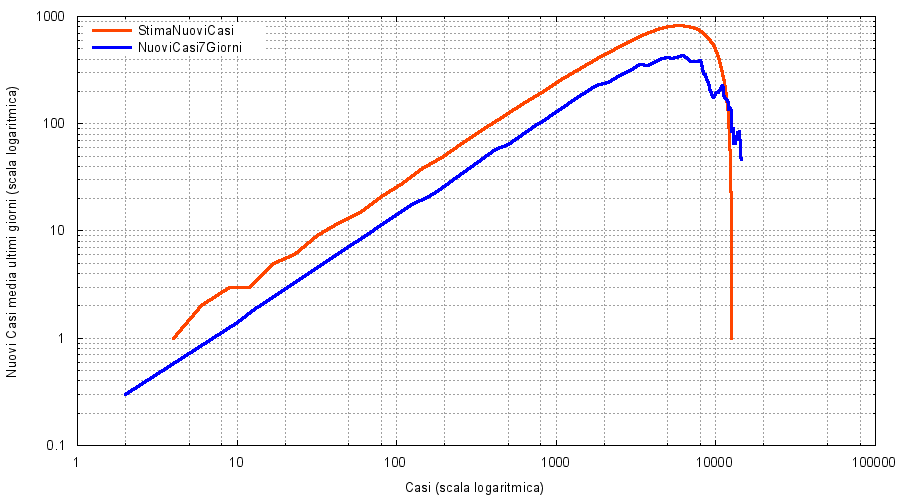 1000
100
10
1
0.1
StimaNuoviCasi
NuoviCasi7Giorni
Nuovi Casi media ultimi giorni (scala logaritmica)
1 10 100 1000 10000 100000
Casi (scala logaritmica)